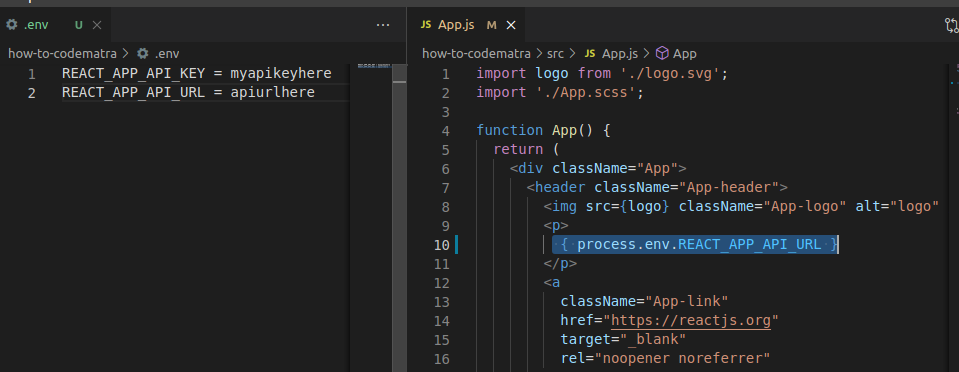 .env U
how-to-codematra > .env
1 REACT_APP_API_KEY = myapikeyhere
2 REACT_APP_API_URL = apiurlhere
JS App.js M
how-to-codematra > src > JS App.js > App
1 import logo from './logo.svg';
2 import './App.scss';
3
4 function App() {
5 return (
6 <div className="App">
7 <header className="App-header">
8 <img src={logo} className="App-logo" alt="logo"
9 <p>
10 { process.env.REACT_APP_API_URL }
11 </p>
12 <a
13 className="App-link"
14 href="https://reactjs.org"
15 target="_blank"
16 rel="noopener noreferrer"